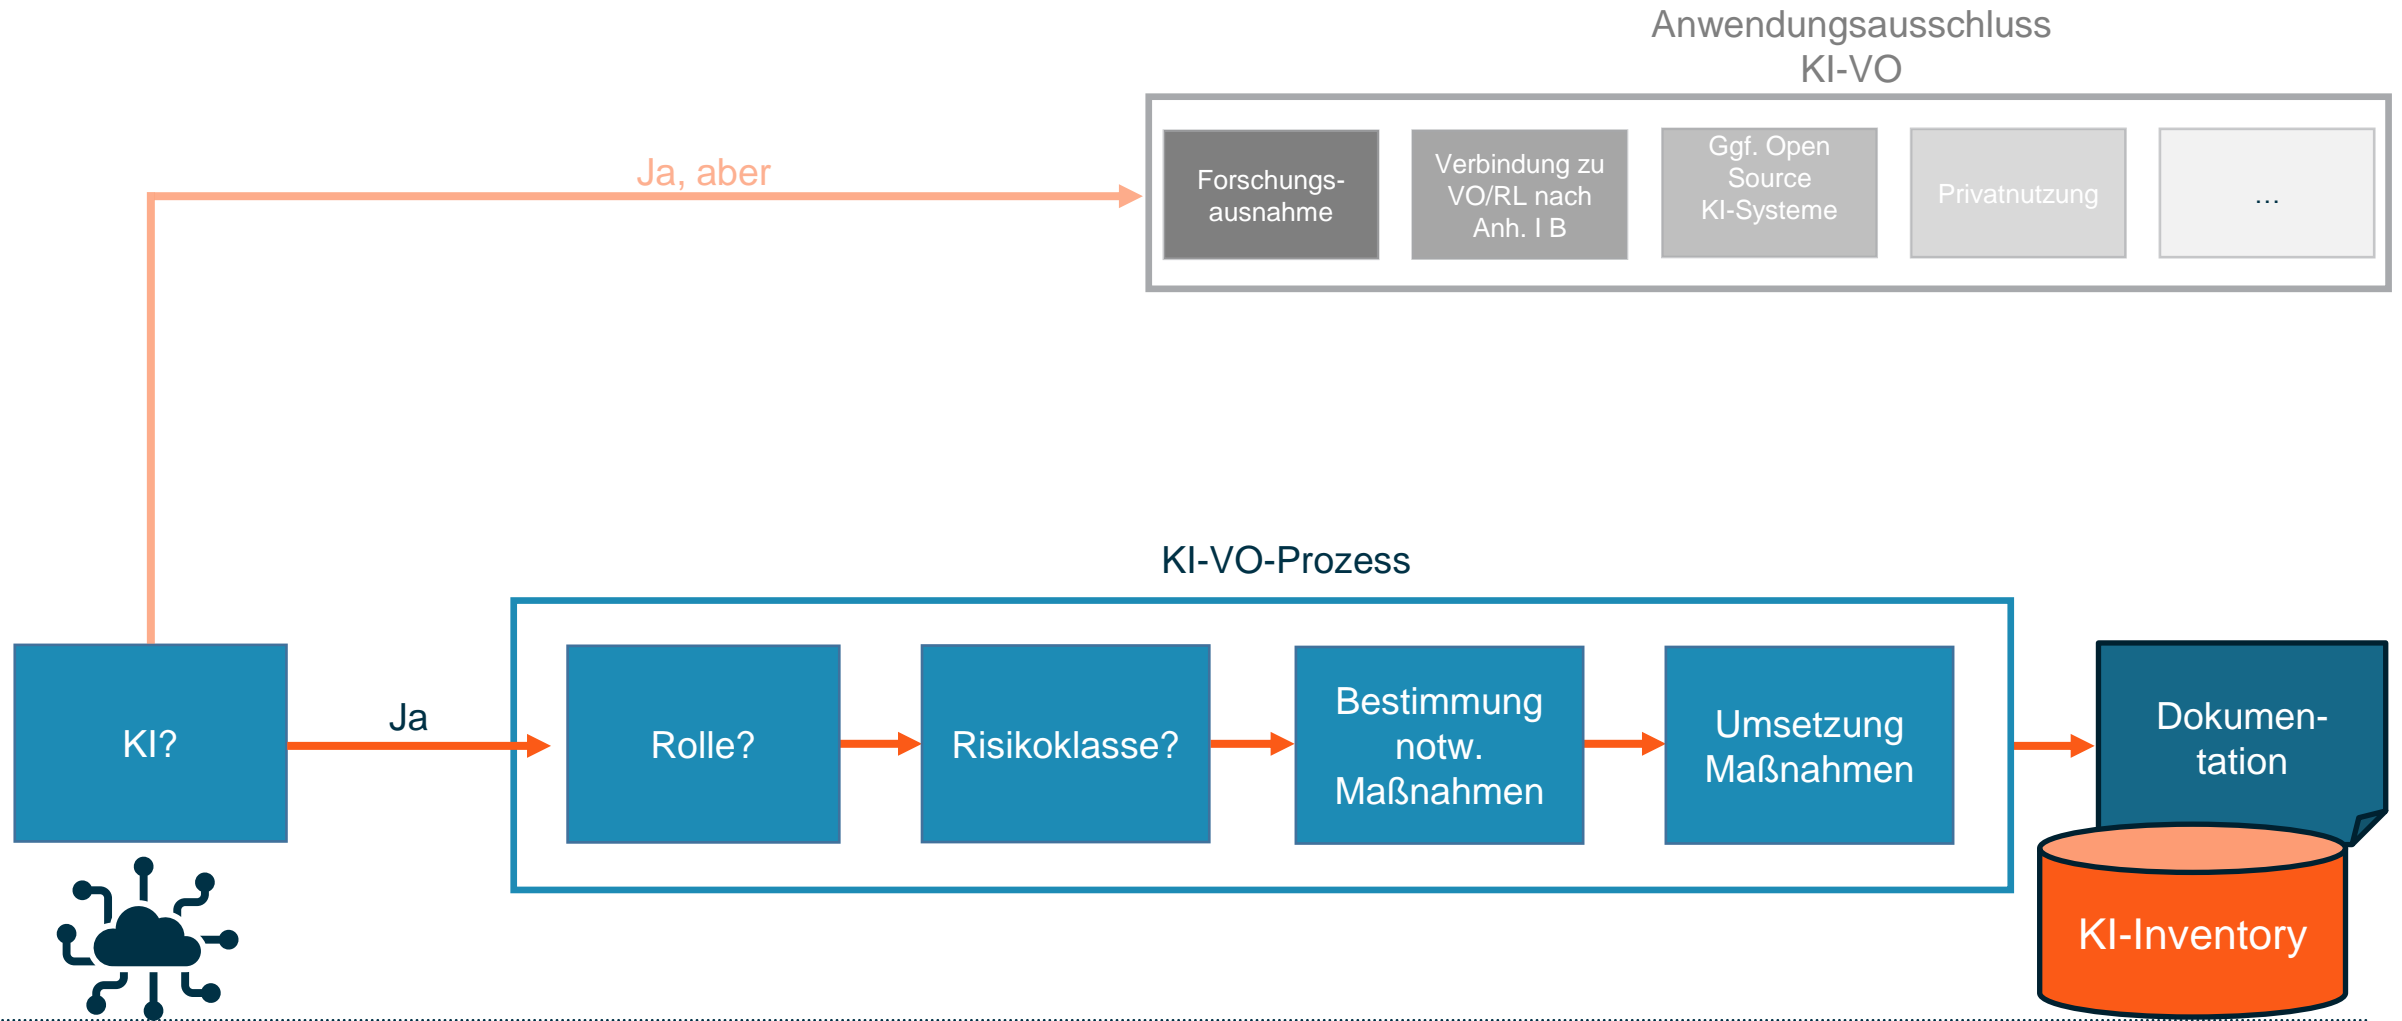 Anwendungsausschluss
KI-VO
Ja, aber
Forschungs-
ausnahme
Verbindung zu
VO/RL nach
Anh. I B
Ggf. Open
Source
KI-Systeme
Privatnutzung
…
KI-VO-Prozess
KI?
Ja
Rolle?
Risikoklasse?
Bestimmung
notw.
Maßnahmen
Umsetzung
Maßnahmen
Dokumen-
tation
KI-Inventory